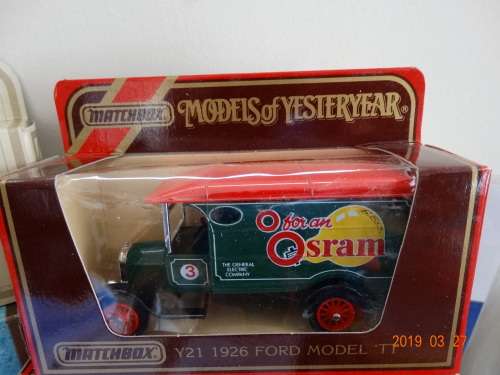 MATCHBOX
MODELS of YESTERYEAR®
O for an
Osram
THE GENERAL
ELECTRIC
COMPANY
3
MATCHBOX
Y21 1926 FORD MODEL 'TT'
2019 03 27